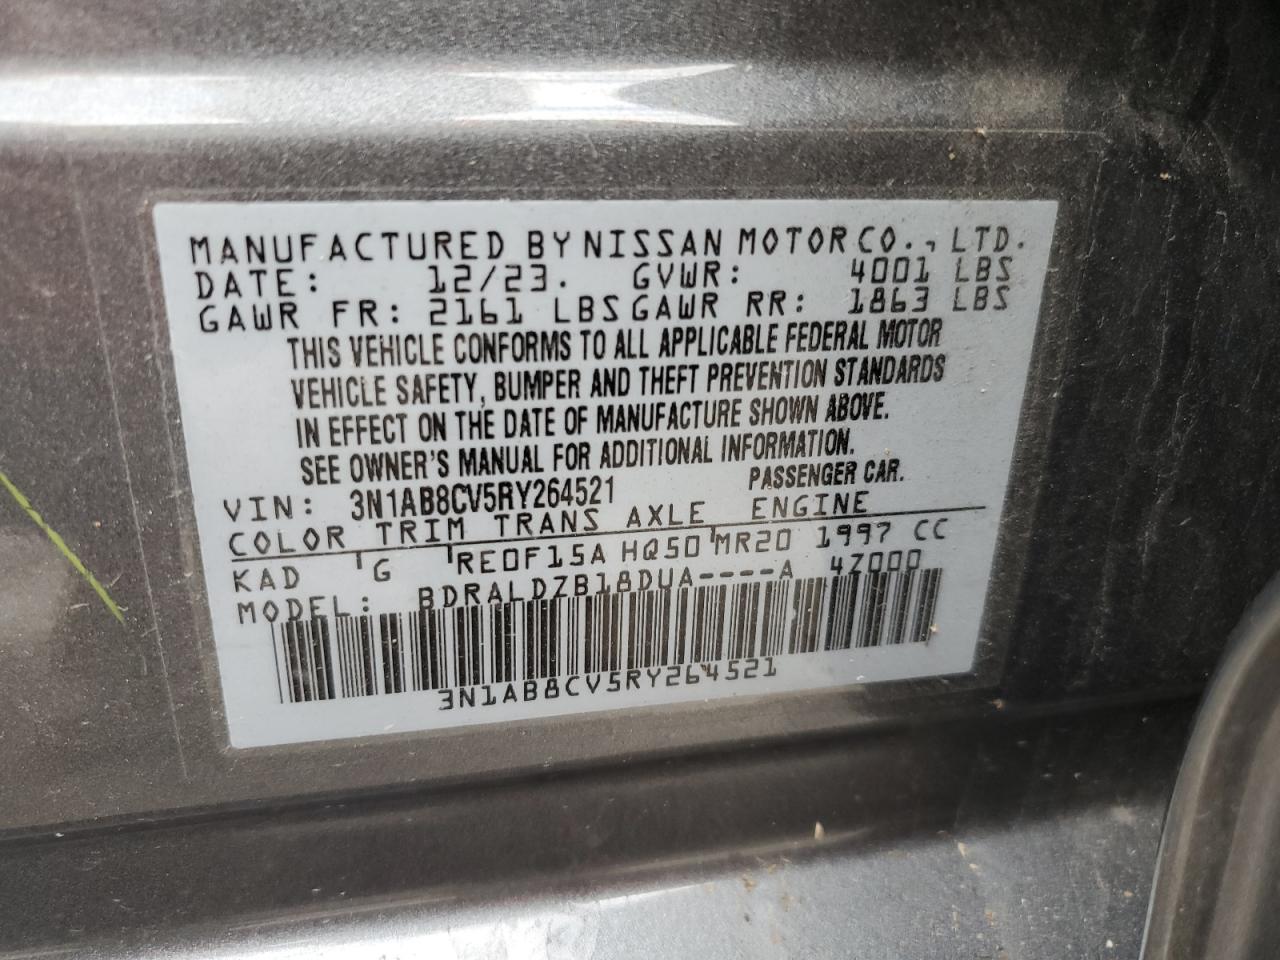 MANUFACTURED BY NISSAN MOTOR CO., LTD.
DATE: 12/23. GVWR: 4001 LBS
GAWR FR: 2161 LBS GAWR RR: 1863 LBS
THIS VEHICLE CONFORMS TO ALL APPLICABLE FEDERAL MOTOR
VEHICLE SAFETY, BUMPER AND THEFT PREVENTION STANDARDS
IN EFFECT ON THE DATE OF MANUFACTURE SHOWN ABOVE.
SEE OWNER'S MANUAL FOR ADDITIONAL INFORMATION.
VIN: 3N1AB8CV5RY264521 PASSENGER CAR.
COLOR TRIM TRANS AXLE ENGINE
KAD G RE0F15A HQ50 MR20 1997 CC
MODEL: BDRALDZB18DUA----A 4Z000
3N1AB8CV5RY264521